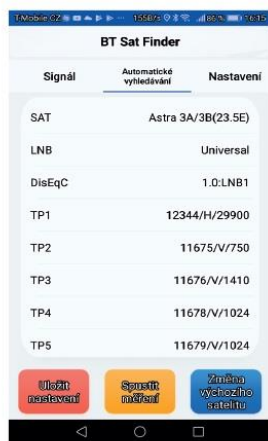 T-Mobile CZ 155B/s 86% 16:15
BT Sat Finder
Signál
Automatické
vyhledávání
Nastavení
SAT Astra 3A/3B(23.5E)
LNB Universal
DisEqC 1.0:LNB1
TP1 12344/H/29900
TP2 11675/V/750
TP3 11676/V/1410
TP4 11678/V/1024
TP5 11679/V/1024
Uložit
nastavení
Spustit
měření
Změna
výchozího
satelitu